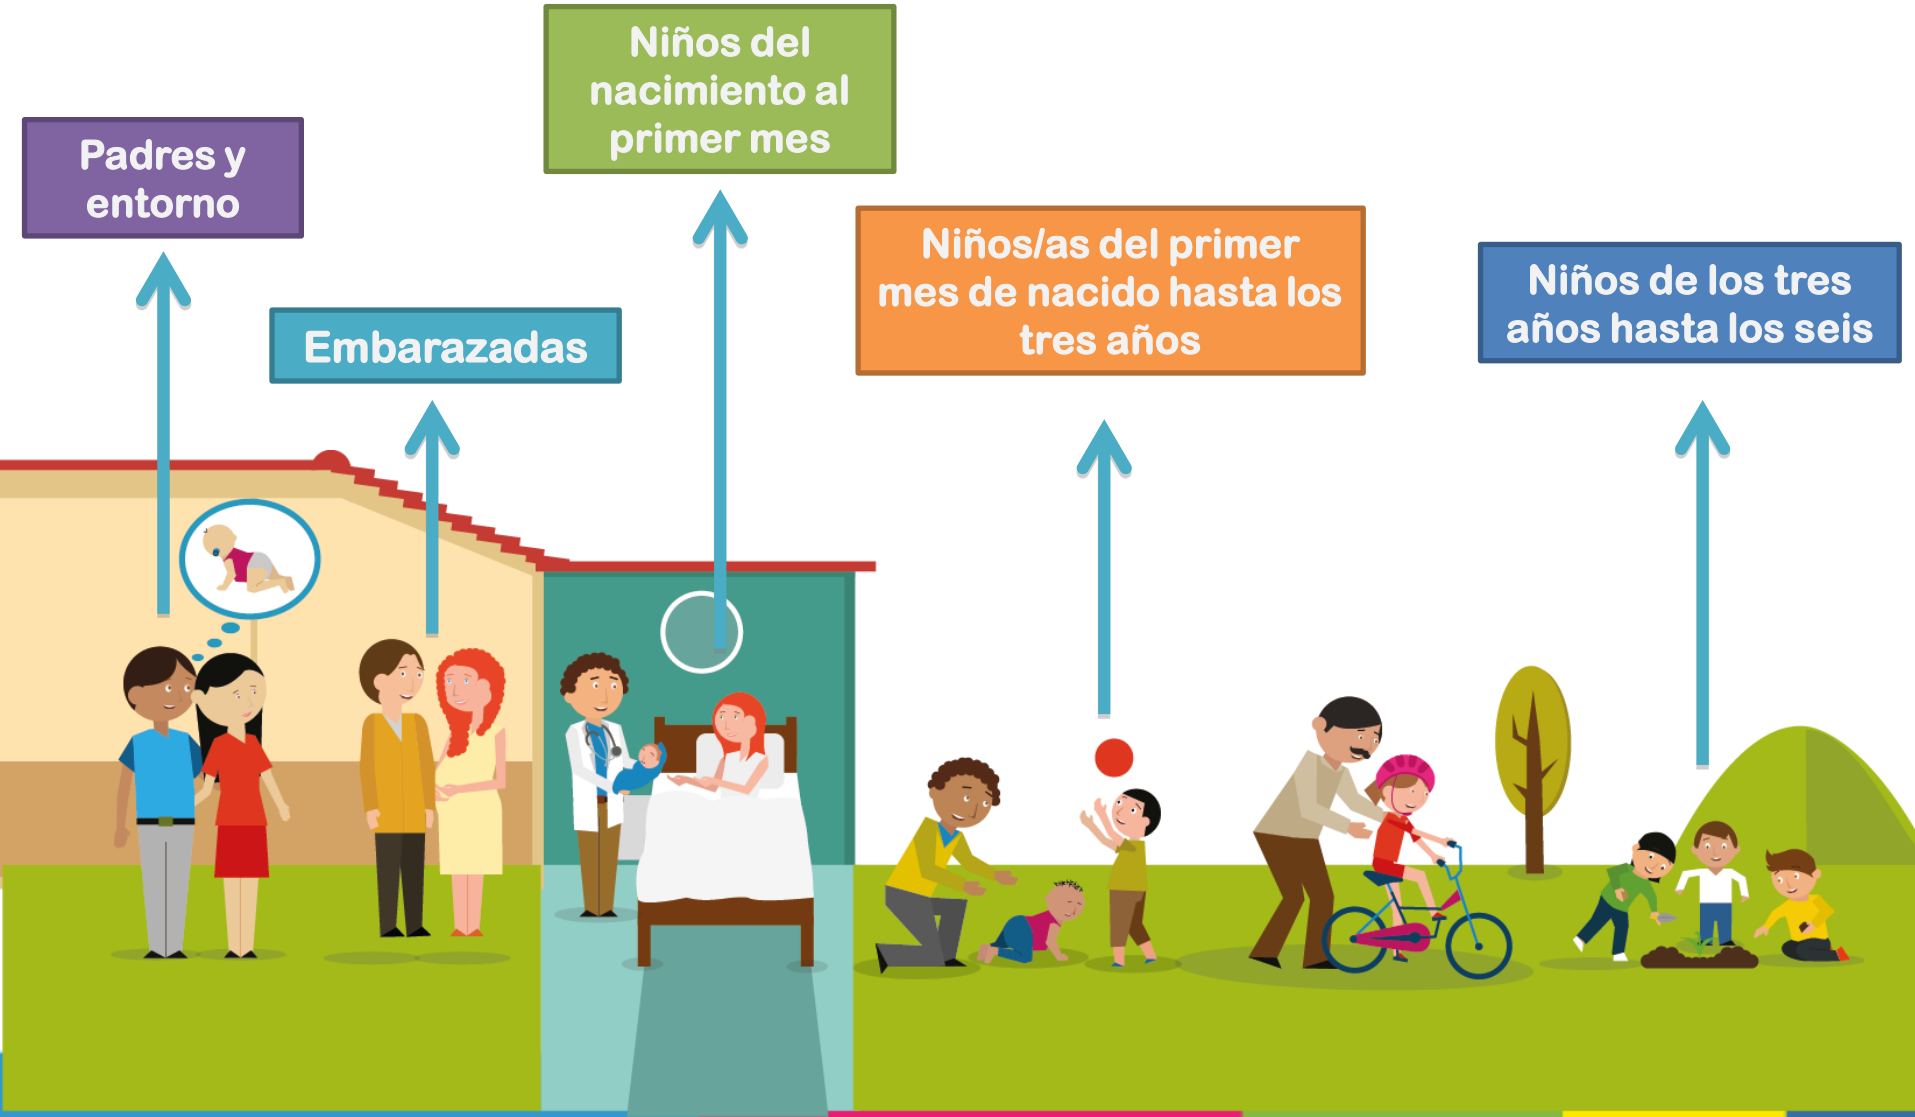 Padres y
entorno
Embarazadas
Niños del
nacimiento al
primer mes
Niños/as del primer
mes de nacido hasta los
tres años
Niños de los tres
años hasta los seis